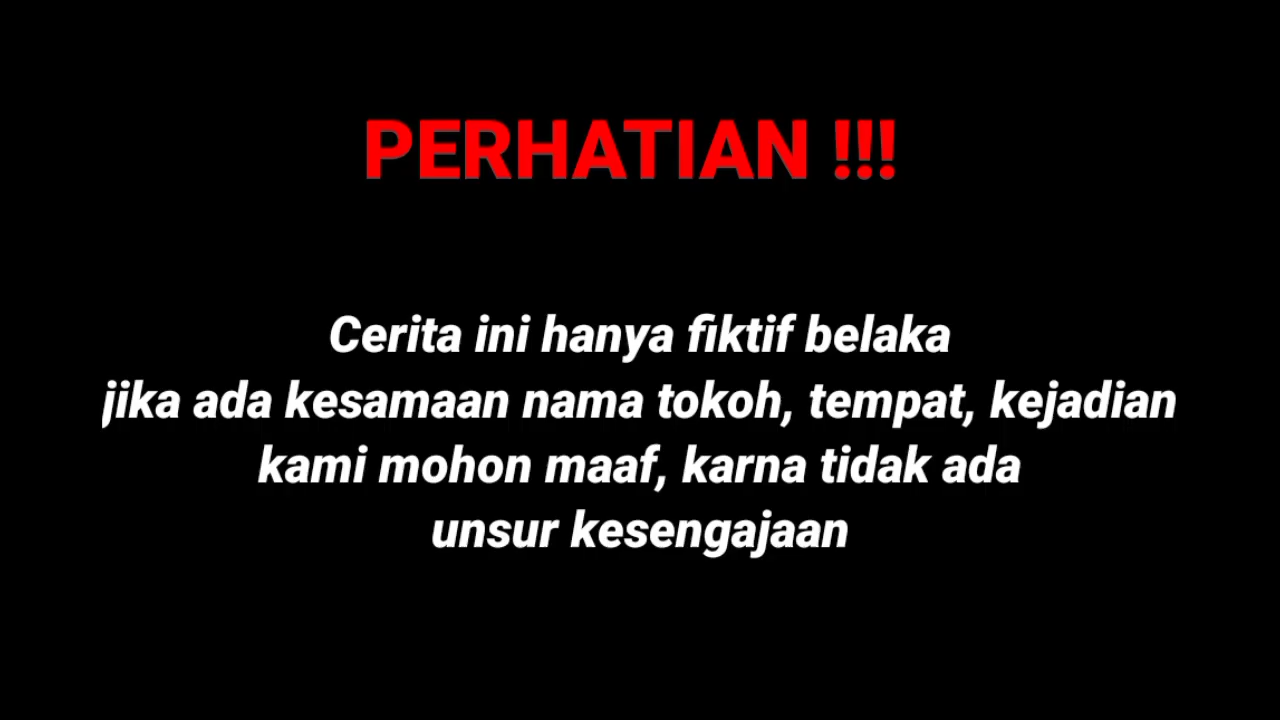 PERHATIAN !!!
Cerita ini hanya fiktif belaka
jika ada kesamaan nama tokoh, tempat, kejadian
kami mohon maaf, karna tidak ada
unsur kesengajaan